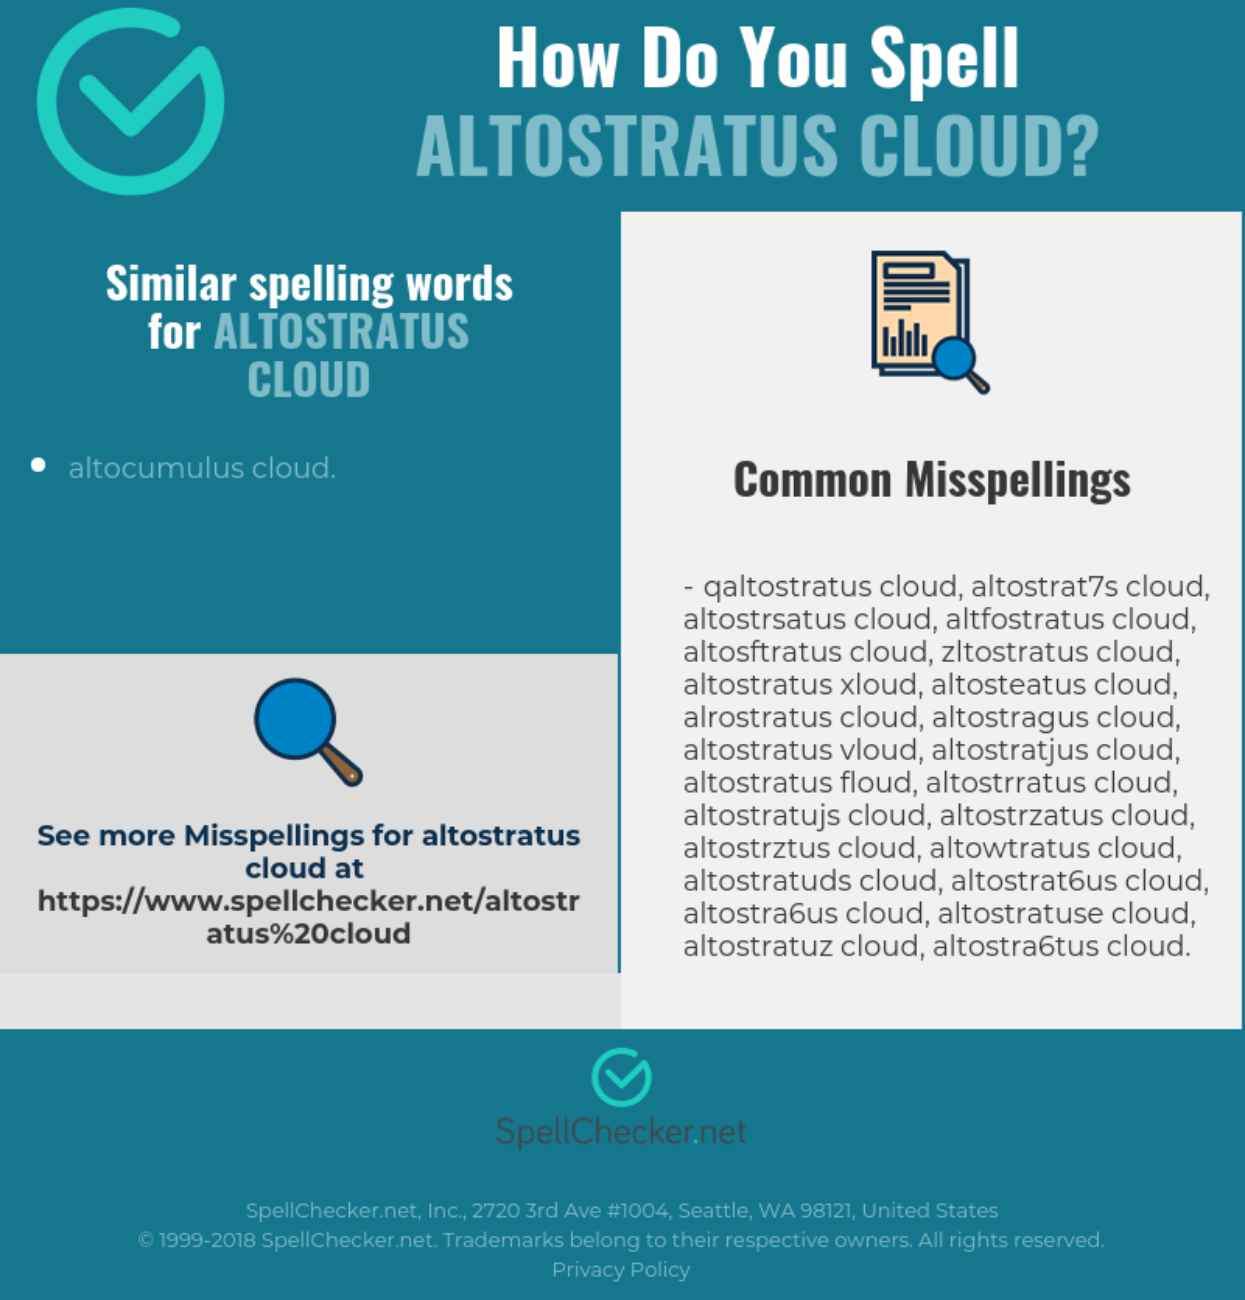 How Do You Spell
ALTOSTRATUS CLOUD?
Similar spelling words
for ALTOSTRATUS
CLOUD
altocumulus cloud.
See more Misspellings for altostratus
cloud at
https://www.spellchecker.net/altostr
atus%20cloud
Common Misspellings
- qaltostratus cloud, altostrat7s cloud,
altostrsatus cloud, altfostratus cloud,
altosftratus cloud, zltostratus cloud,
altostratus xloud, altosteatus cloud,
alrostratus cloud, altostragus cloud,
altostratus vloud, altostratjus cloud,
altostratus floud, altostrratus cloud,
altostratujs cloud, altostrzatus cloud,
altostrztus cloud, altowtratus cloud,
altostratuds cloud, altostrat6us cloud,
altostra6us cloud, altostratuse cloud,
altostratuz cloud, altostra6tus cloud.
SpellChecker.net
SpellChecker.net, Inc., 2720 3rd Ave #1004, Seattle, WA 98121, United States
© 1999-2018 SpellChecker.net. Trademarks belong to their respective owners. All rights reserved.
Privacy Policy